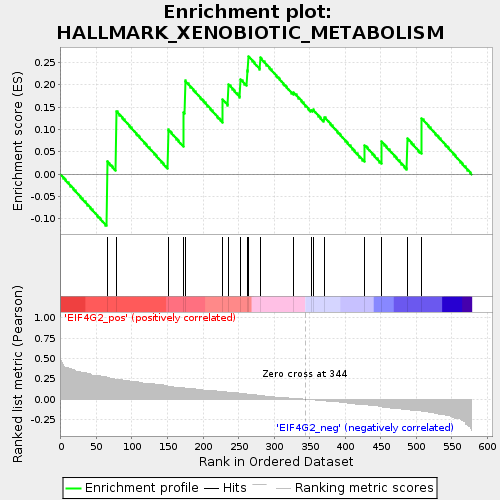 Enrichment plot:
HALLMARK_XENOBIOTIC_METABOLISM
Enrichment score (ES)
0.25
0.20
0.15
0.10
0.05
0.00
-0.05
-0.10
'EIF4G2_pos' (positively correlated)
Ranked list metric (Pearson)
1.00
0.75
0.50
0.25
0.00
-0.25
Zero cross at 344
'EIF4G2_neg' (negatively correlated)
0 50 100 150 200 250 300 350 400 450 500 550 600
Rank in Ordered Dataset
Enrichment profile Hits Ranking metric scores